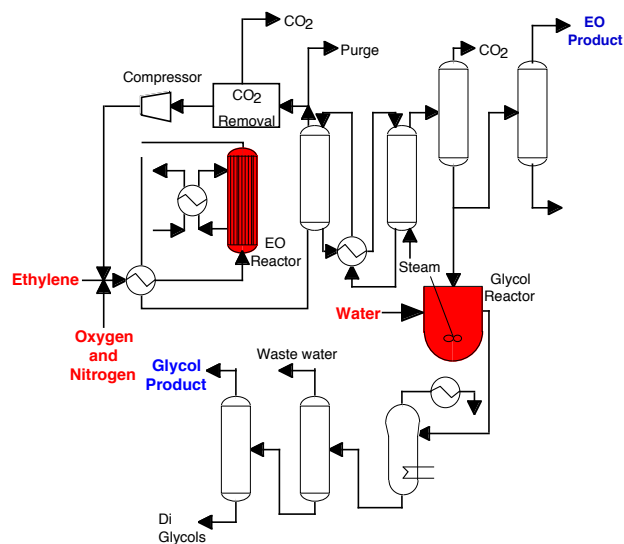 CO2
EO
Product
Purge
CO2
Compressor
CO2
Removal
EO
Reactor
Steam
Glycol
Reactor
Ethylene
Water
Oxygen
and
Nitrogen
Glycol
Product
Waste water
Di
Glycols